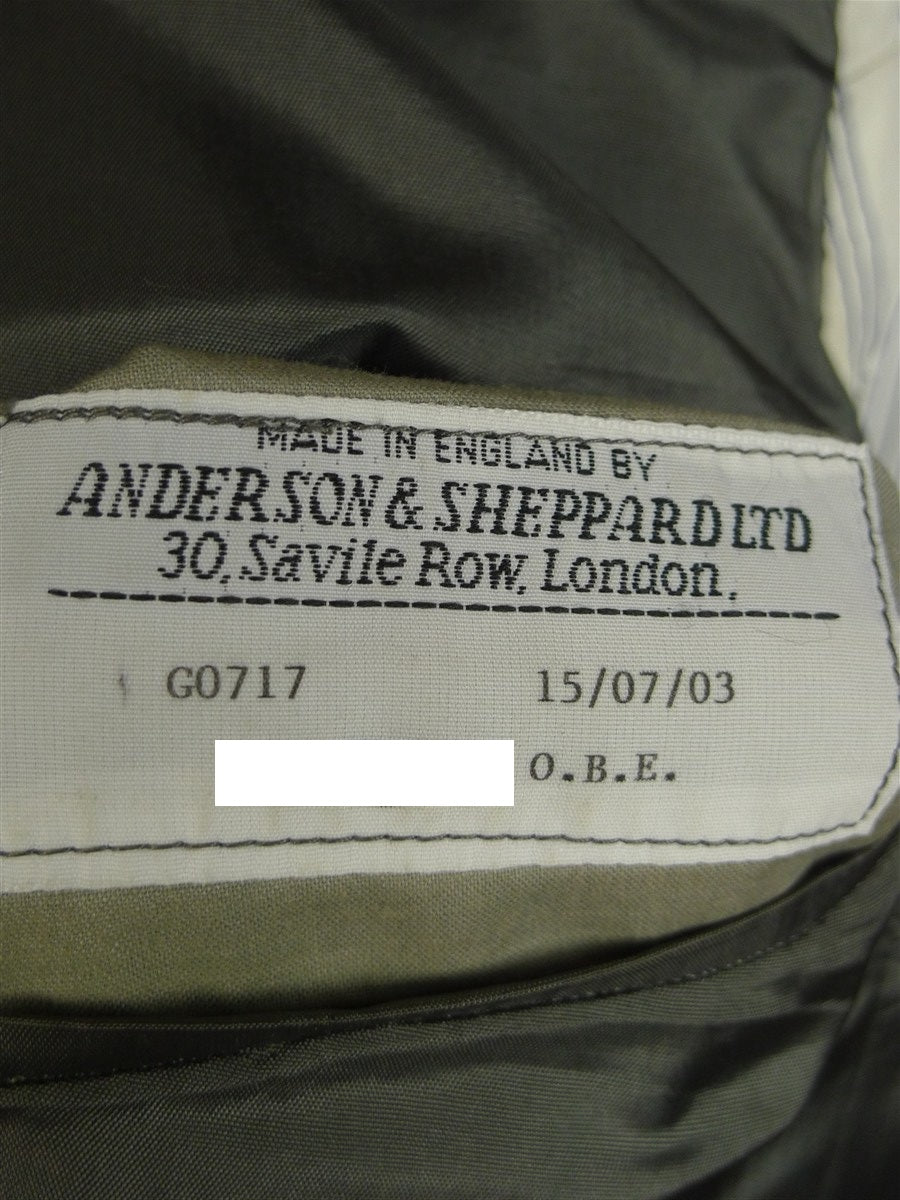 MADE IN ENGLAND BY
ANDERSON & SHEPPARD LTD
30, Savile Row, London.
G0717 15/07/03
O.B.E.